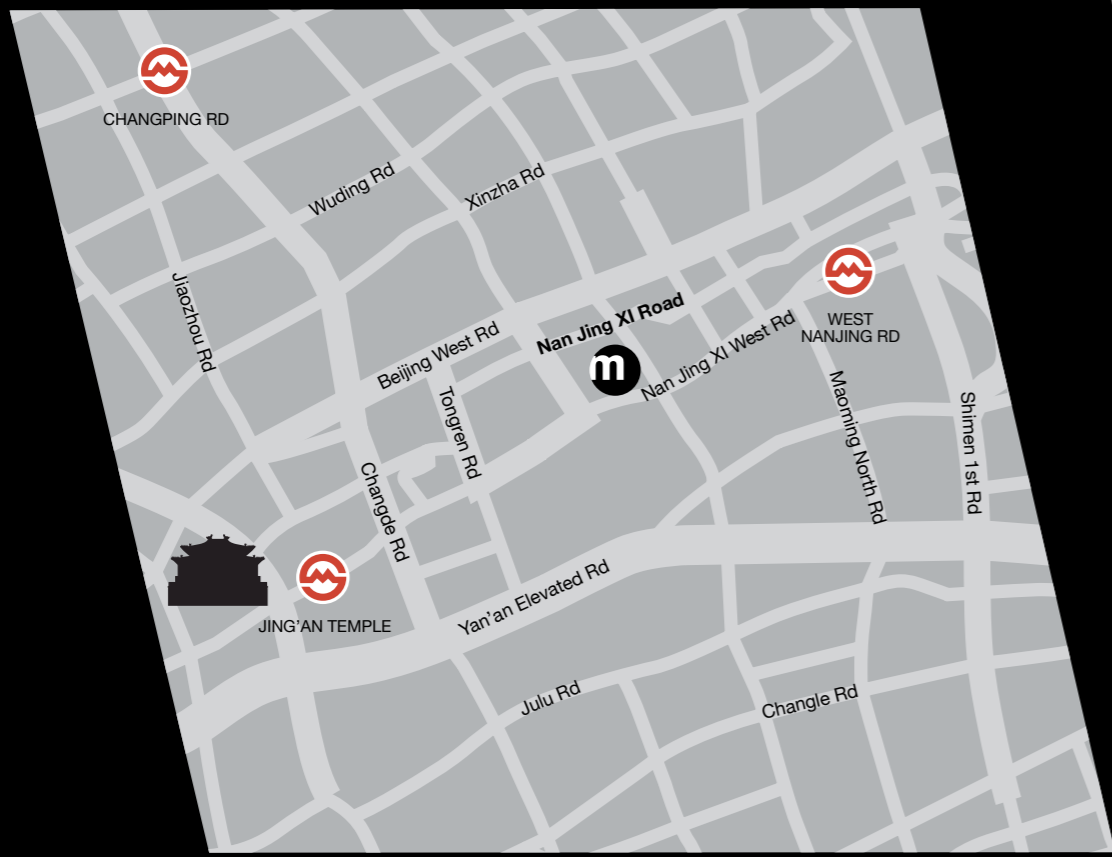 CHANGPING RD
Wuding Rd
Xinzha Rd
Jiaozhou Rd
Nan Jing XI Road
WEST
NANJING RD
Beijing West Rd
m
Nan Jing XI West Rd
Tongren Rd
Maoming North Rd
Shimen 1st Rd
Changde Rd
Yan'an Elevated Rd
JING'AN TEMPLE
Julu Rd
Changle Rd